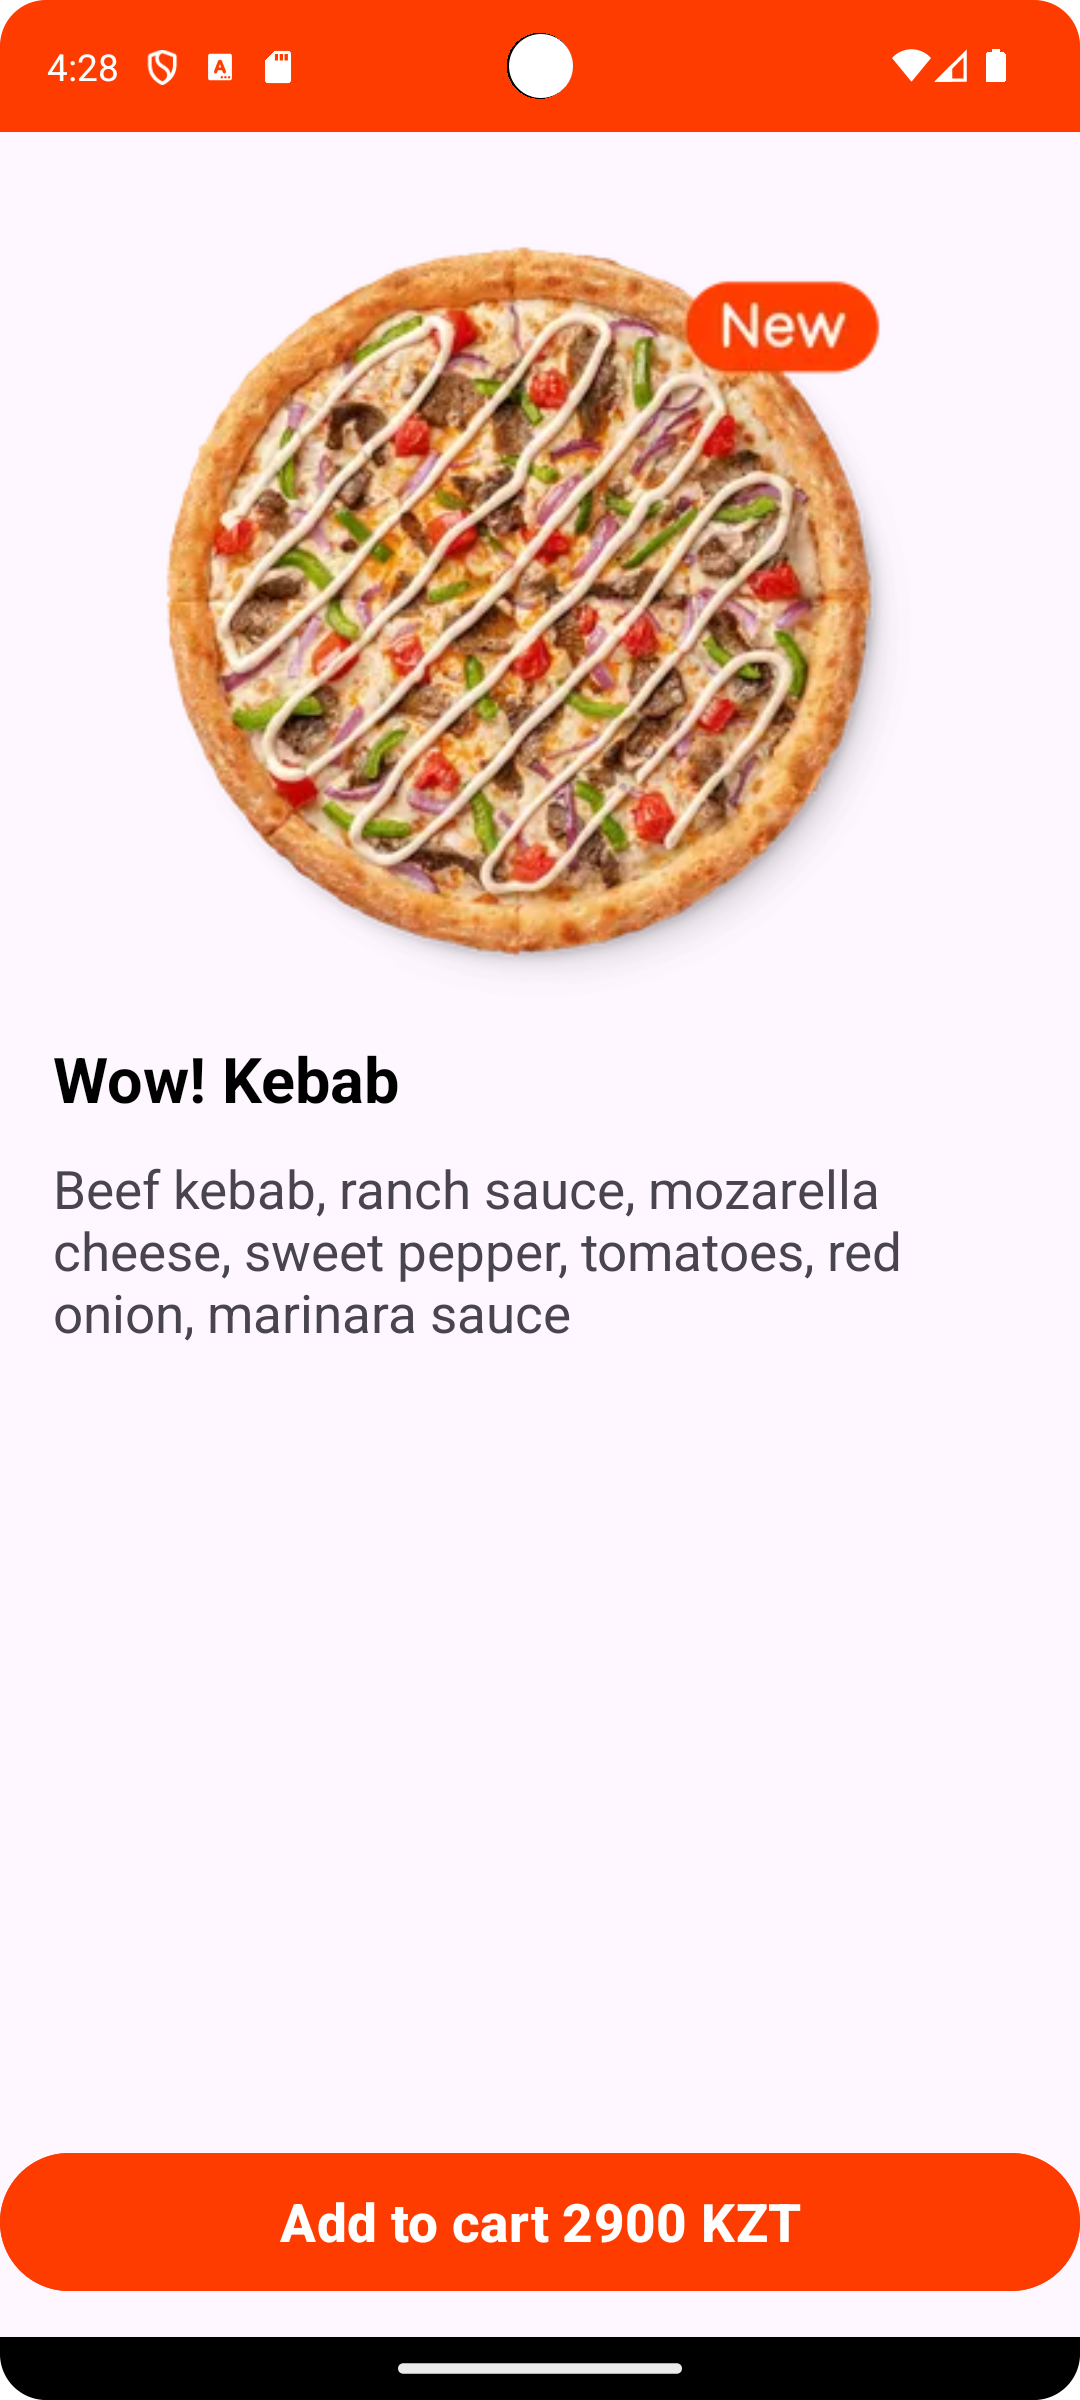 4:28
New
Wow! Kebab
Beef kebab, ranch sauce, mozarella
cheese, sweet pepper, tomatoes, red
onion, marinara sauce
Add to cart 2900 KZT